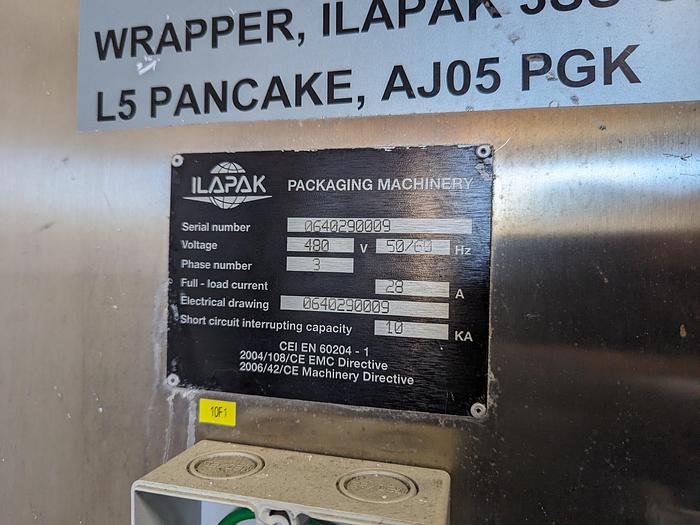 WRAPPER, ILAPAK
L5 PANCAKE, AJ05 PGK
ILAPAK PACKAGING MACHINERY
Serial number 0640290009
Voltage 480 V 50/60 Hz
Phase number 3
Full - load current 28 A
Electrical drawing 0640290009
Short circuit interrupting capacity 10 KA
CEI EN 60204 - 1
2004/108/CE EMC Directive
2006/42/CE Machinery Directive
10F1